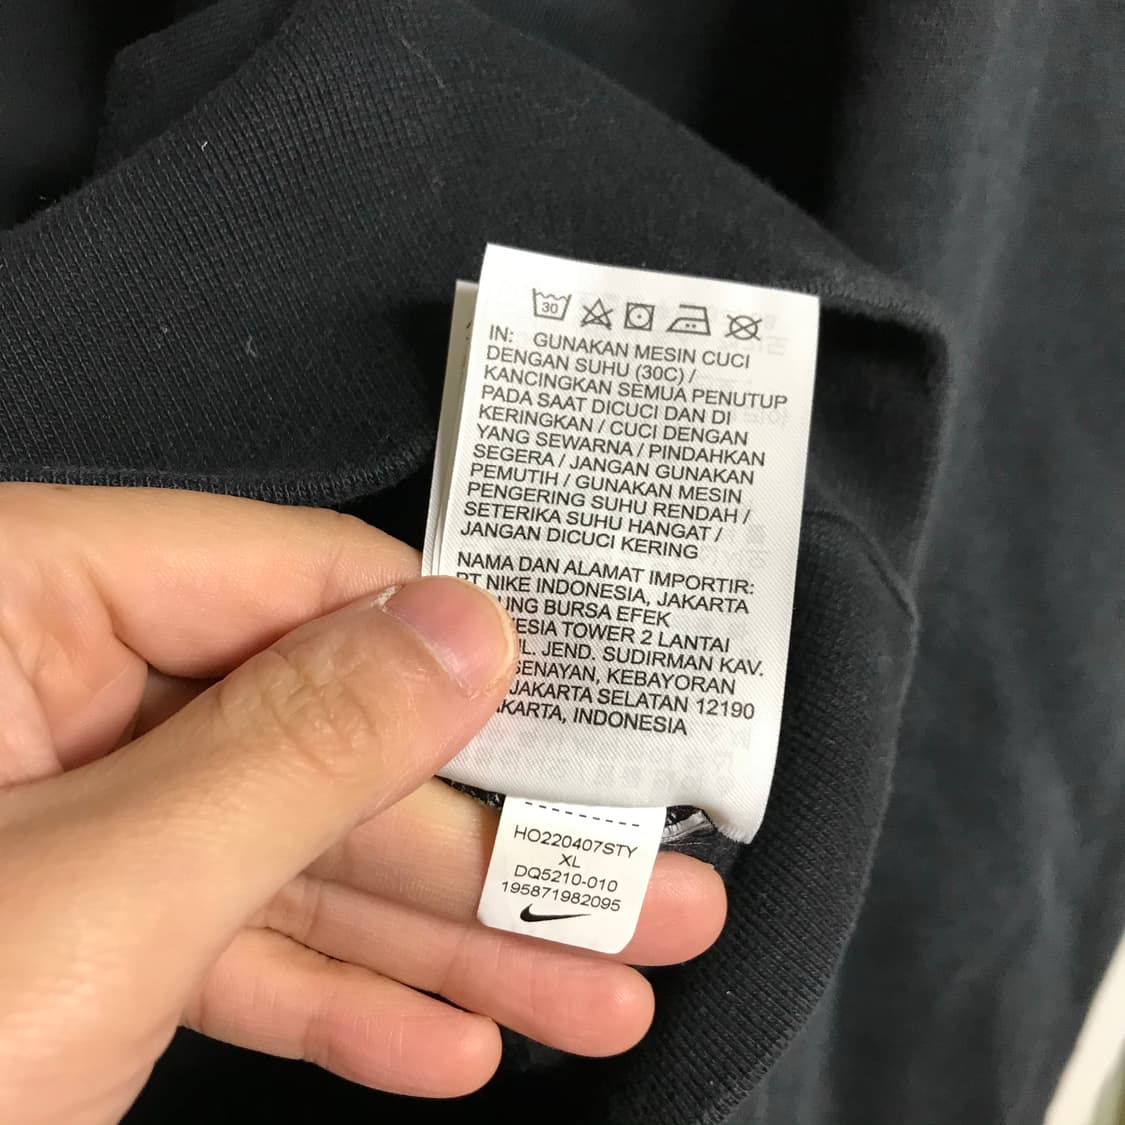 30
IN: GUNAKAN MESIN CUCI
DENGAN SUHU (30C) /
KANCINGKAN SEMUA PENUTUP
PADA SAAT DICUCI DAN DI
KERINGKAN / CUCI DENGAN
YANG SEWARNA / PINDAHKAN
SEGERA / JANGAN GUNAKAN
PEMUTIH / GUNAKAN MESIN
PENGERING SUHU RENDAH /
SETERIKA SUHU HANGAT /
JANGAN DICUCI KERING
NAMA DAN ALAMAT IMPORTIR:
PT NIKE INDONESIA, JAKARTA
BURSA EFEK
TOWER 2 LANTAI
JEND. SUDIRMAN KAV.
SENAYAN, KEBAYORAN
JAKARTA SELATAN 12190
INDONESIA
HO220407STY
XL
DQ5210-010
195871982095